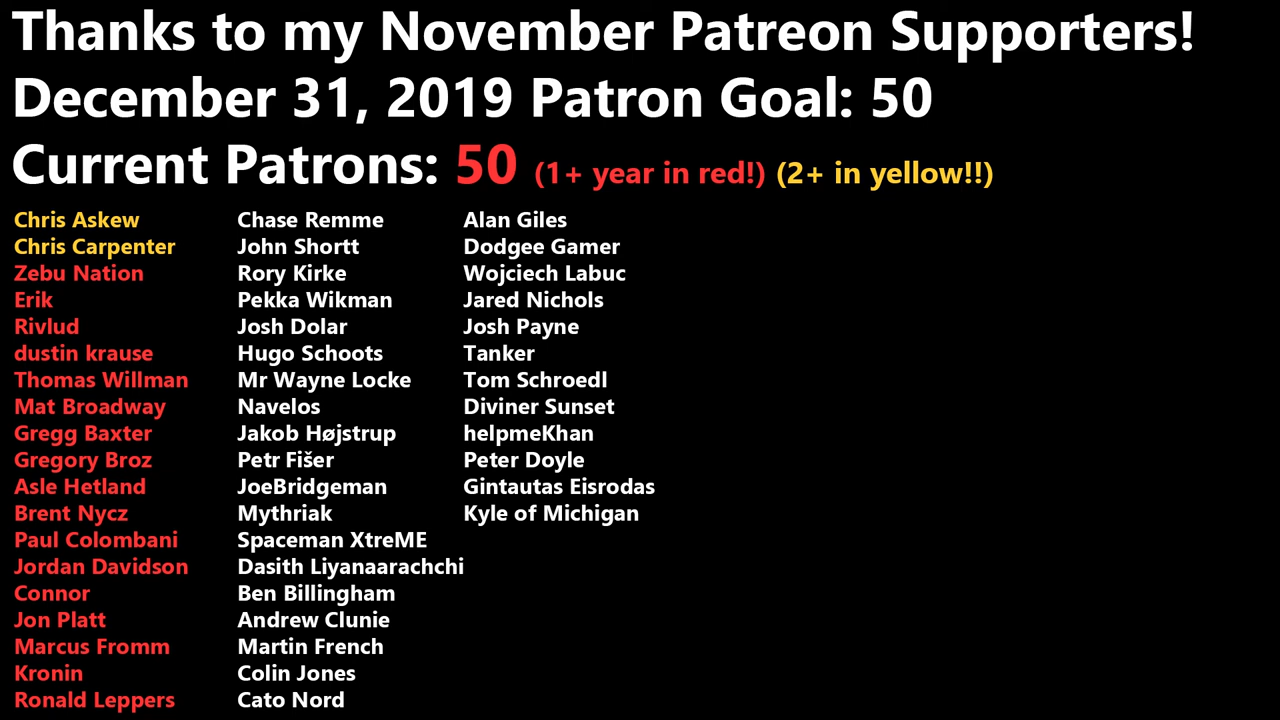 Thanks to my November Patreon Supporters!
December 31, 2019 Patron Goal: 50
Current Patrons: 50 (1+ year in red!) (2+ in yellow!!)
Chris Askew
Chris Carpenter
Zebu Nation
Erik
Rivlud
dustin krause
Thomas Willman
Mat Broadway
Gregg Baxter
Gregory Broz
Asle Hetland
Brent Nycz
Paul Colombani
Jordan Davidson
Connor
Jon Platt
Marcus Fromm
Kronin
Ronald Leppers
Chase Remme
John Shortt
Rory Kirke
Pekka Wikman
Josh Dolar
Hugo Schoots
Mr Wayne Locke
Navelos
Jakob Højstrup
Petr Fišer
JoeBridgeman
Mythriak
Spaceman XtreME
Dasith Liyanaarachchi
Ben Billingham
Andrew Clunie
Martin French
Colin Jones
Cato Nord
Alan Giles
Dodgee Gamer
Wojciech Labuc
Jared Nichols
Josh Payne
Tanker
Tom Schroedl
Diviner Sunset
helpmeKhan
Peter Doyle
Gintautas Eisrodas
Kyle of Michigan